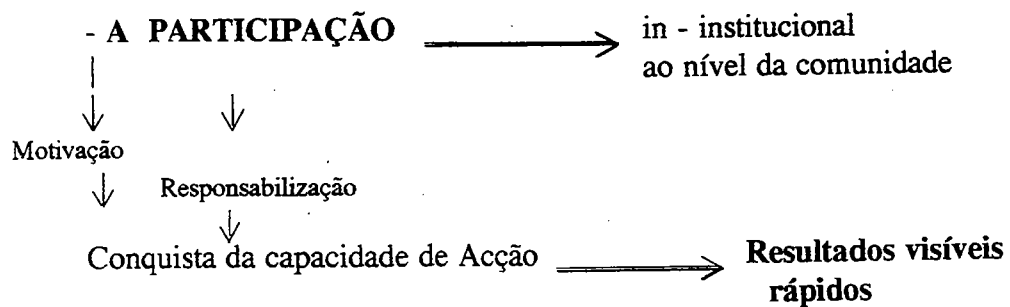 - A PARTICIPAÇÃO
in - institucional
ao nível da comunidade
Motivação
Responsabilização
Conquista da capacidade de Acção
Resultados visíveis
rápidos